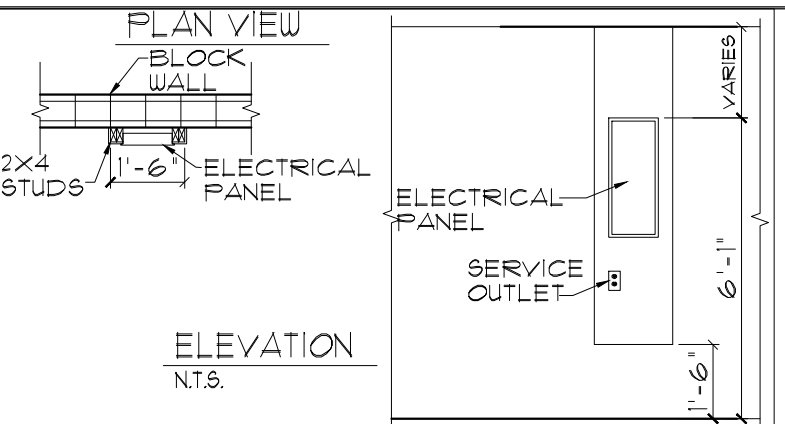 PLAN VIEW
BLOCK
WALL
2X4
STUDS
1'-6"
ELECTRICAL
PANEL
ELEVATION
N.T.S.
VARIES
ELECTRICAL
PANEL
SERVICE
OUTLET
6'-1"
1'-6"